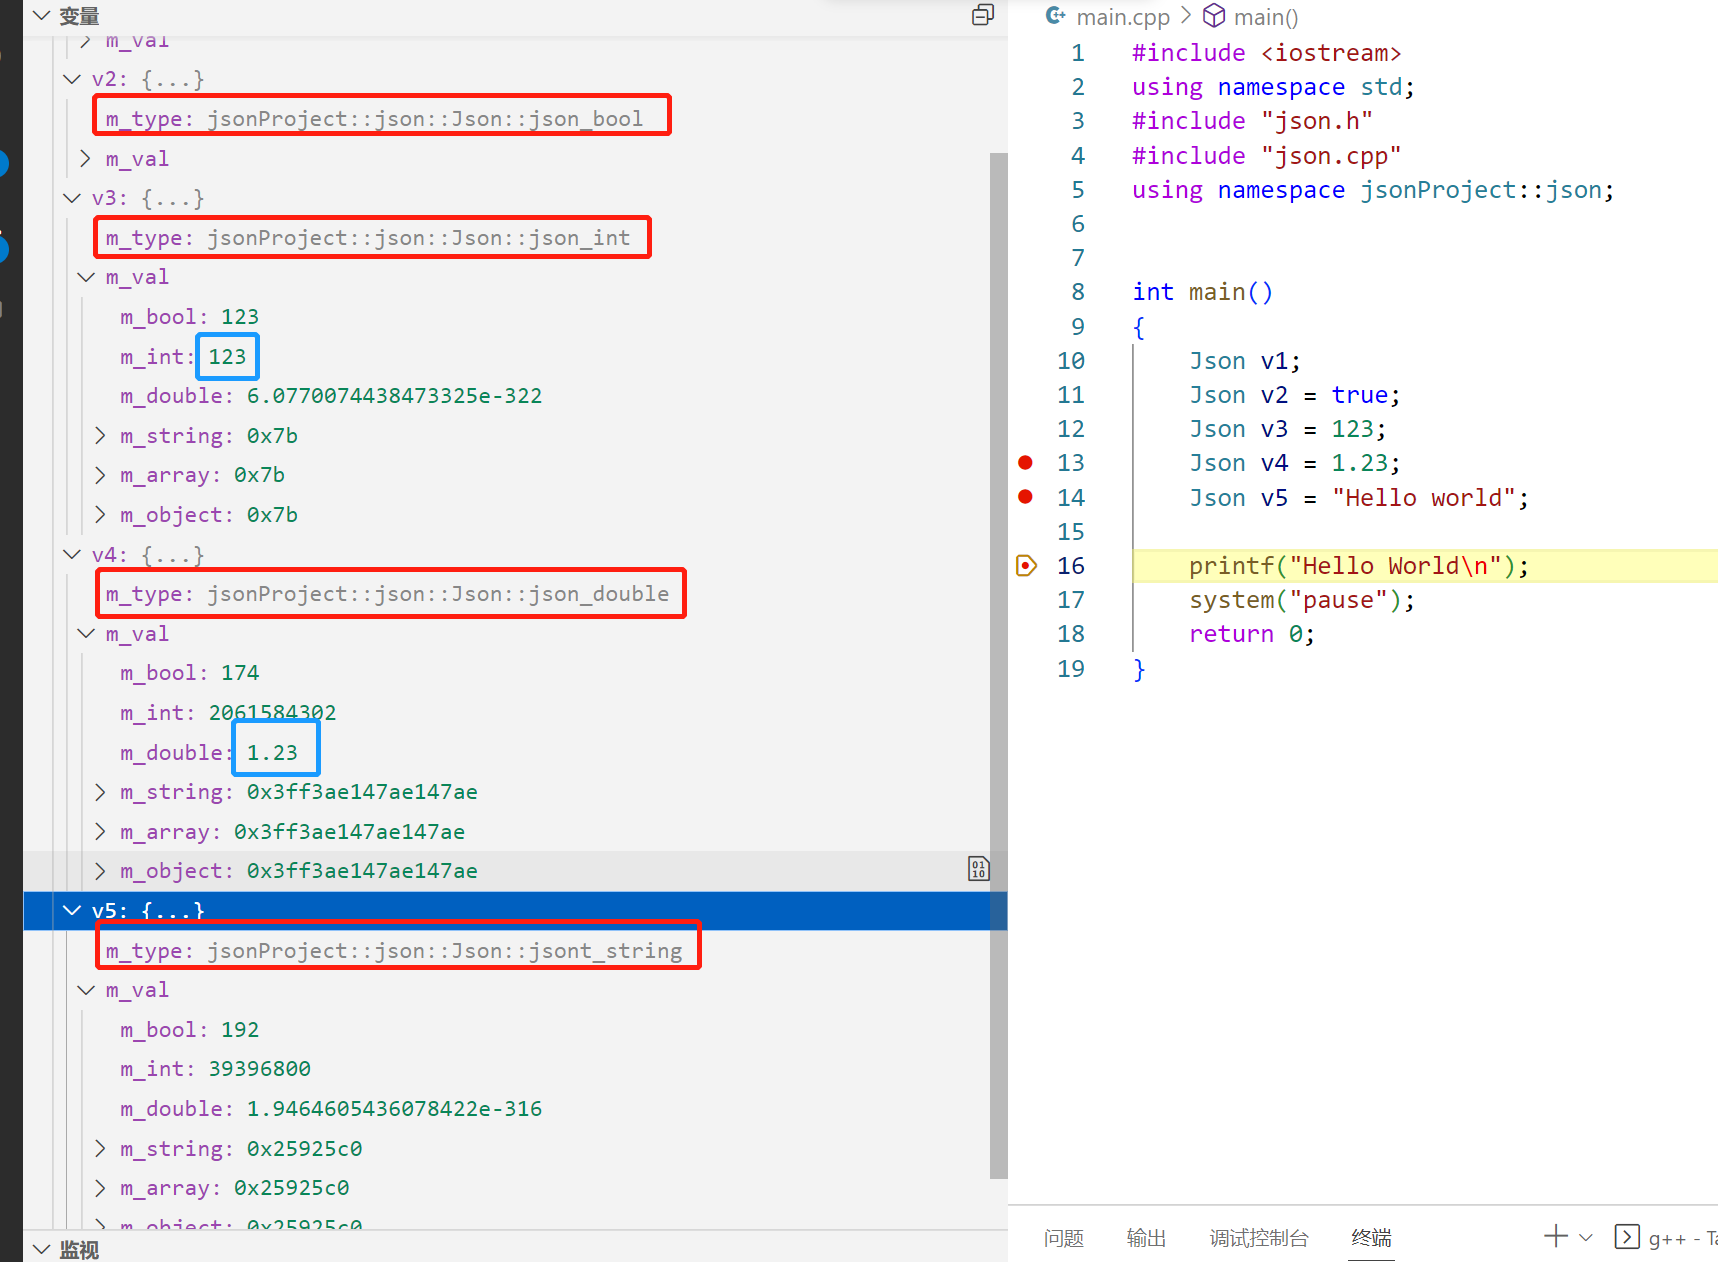 变量
m_val
v2: {...}
m_type: jsonProject::json::Json::json_bool
m_val
v3: {...}
m_type: jsonProject::json::Json::json_int
m_val
m_bool: 123
m_int: 123
m_double: 6.0770074438473325e-322
m_string: 0x7b
m_array: 0x7b
m_object: 0x7b
v4: {...}
m_type: jsonProject::json::Json::json_double
m_val
m_bool: 174
m_int: 2061584302
m_double: 1.23
m_string: 0x3ff3ae147ae147ae
m_array: 0x3ff3ae147ae147ae
m_object: 0x3ff3ae147ae147ae
v5: {...}
m_type: jsonProject::json::Json::jsont_string
m_val
m_bool: 192
m_int: 39396800
m_double: 1.9464605436078422e-316
m_string: 0x25925c0
m_array: 0x25925c0
m_object: 0x25925c0
监视
main.cpp > main()
1 #include <iostream>
2 using namespace std;
3 #include "json.h"
4 #include "json.cpp"
5 using namespace jsonProject::json;
6
7
8 int main()
9 {
10 Json v1;
11 Json v2 = true;
12 Json v3 = 123;
13 Json v4 = 1.23;
14 Json v5 = "Hello world";
15
16 printf("Hello World\n");
17 system("pause");
18 return 0;
19 }
问题 输出 调试控制台 终端 g++ -